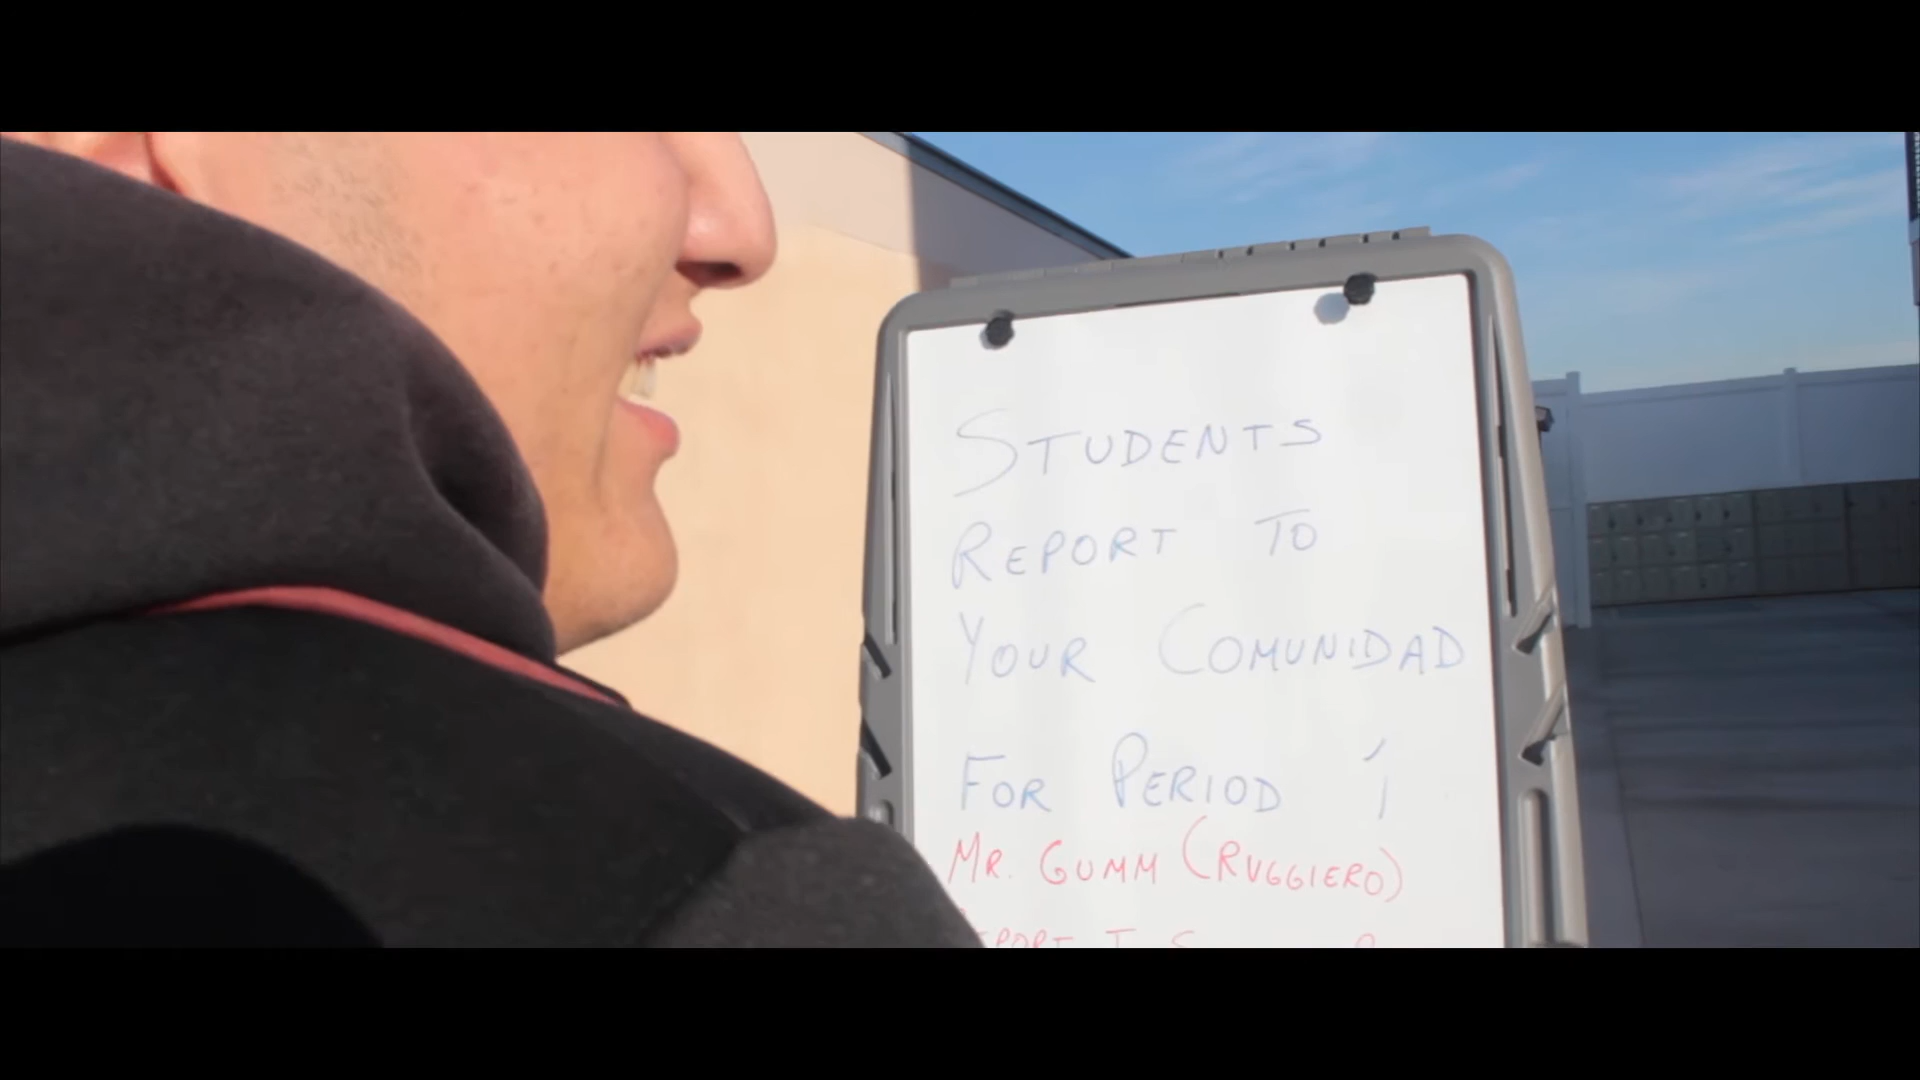 STUDENTS
REPORT TO
YOUR COMUNIDAD
FOR PERIOD 1
MR. GUMM (RUGGIERO)